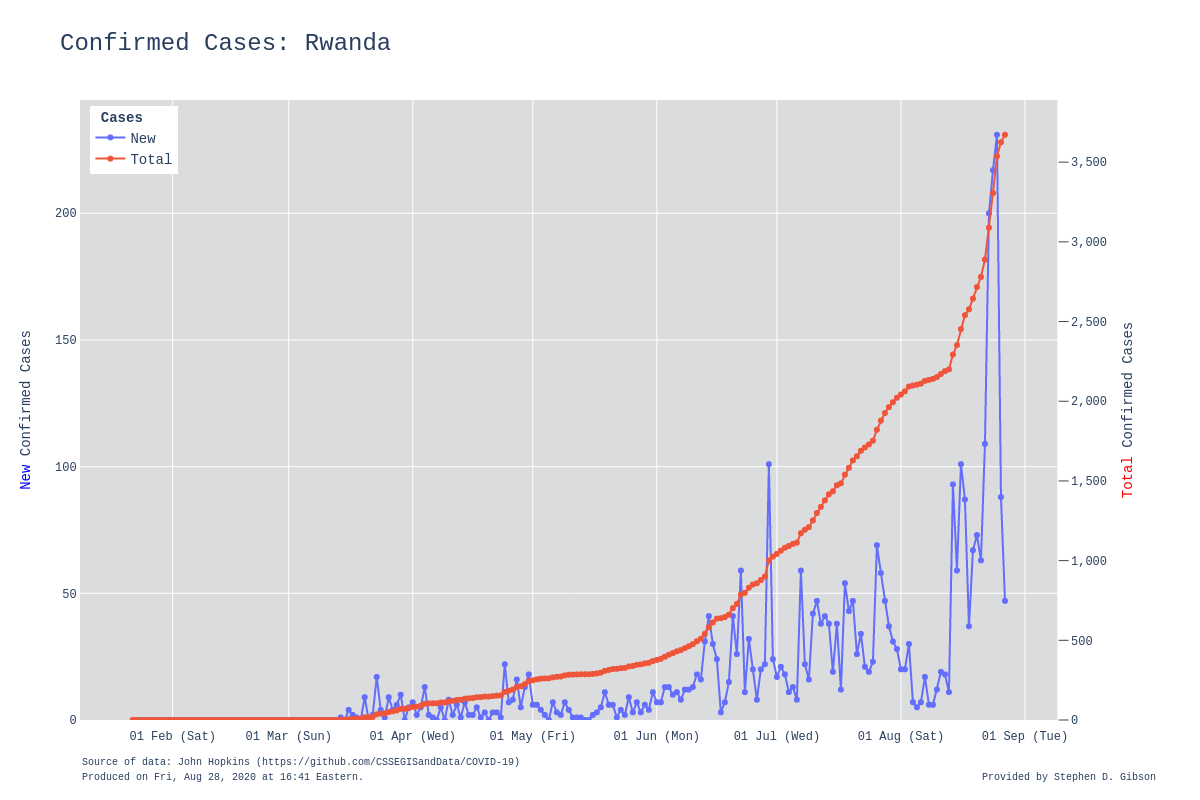 Confirmed Cases: Rwanda
Cases
New
Total
200
150
100
50
0
3,500
3,000
2,500
2,000
1,500
1,000
500
0
New Confirmed Cases
Total Confirmed Cases
01 Feb (Sat) 01 Mar (Sun) 01 Apr (Wed) 01 May (Fri) 01 Jun (Mon) 01 Jul (Wed) 01 Aug (Sat) 01 Sep (Tue)
Source of data: John Hopkins (https://github.com/CSSEGISandData/COVID-19)
Produced on Fri, Aug 28, 2020 at 16:41 Eastern.
Provided by Stephen D. Gibson